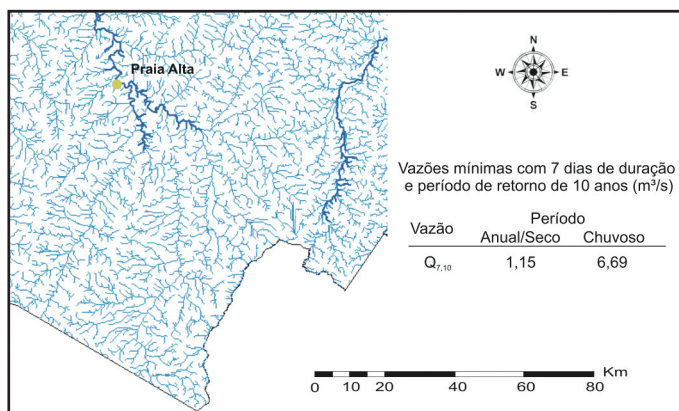 Praia Alta
N
W
E
S
Vazões mínimas com 7 dias de duração
e período de retorno de 10 anos (m³/s)
Vazão Período
Anual/Seco Chuvoso
Q7,10 1,15 6,69
Km
0 10 20 40 60 80